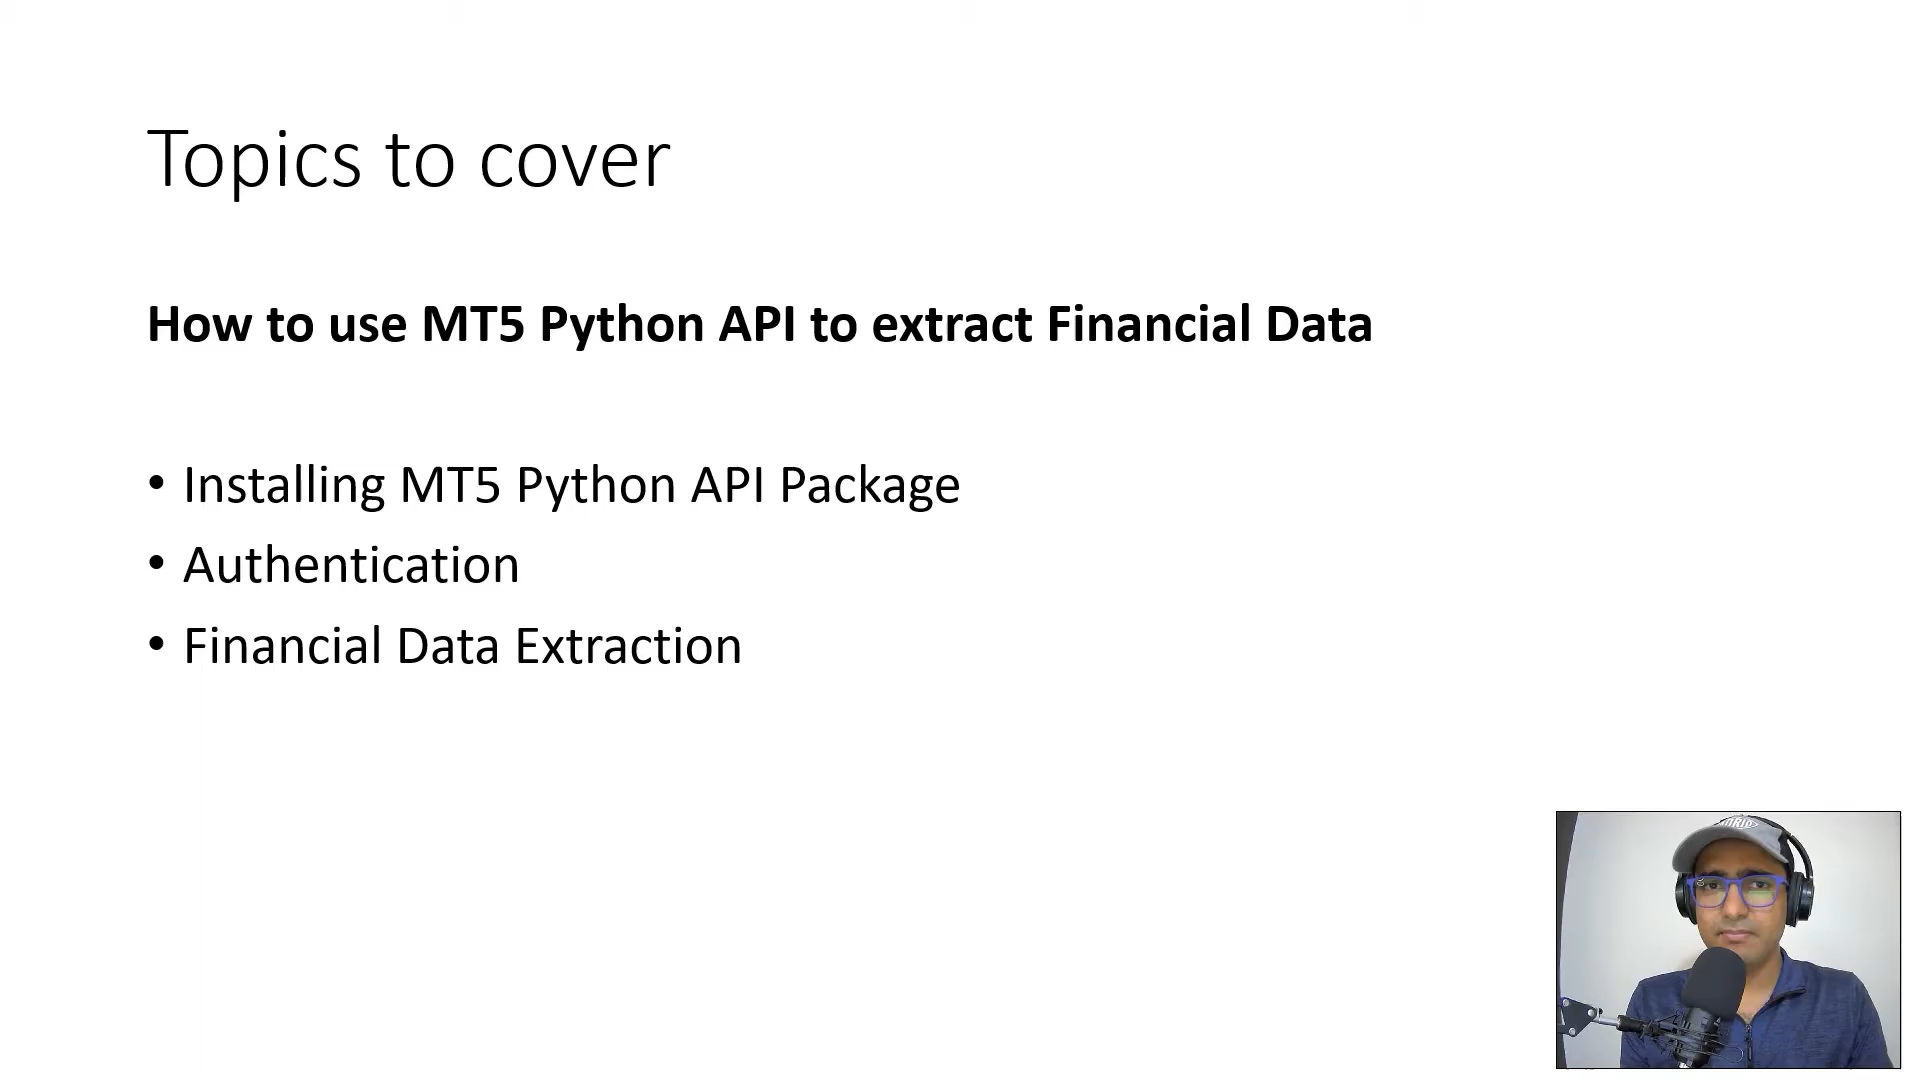 Topics to cover
How to use MT5 Python API to extract Financial Data
• Installing MT5 Python API Package
• Authentication
• Financial Data Extraction